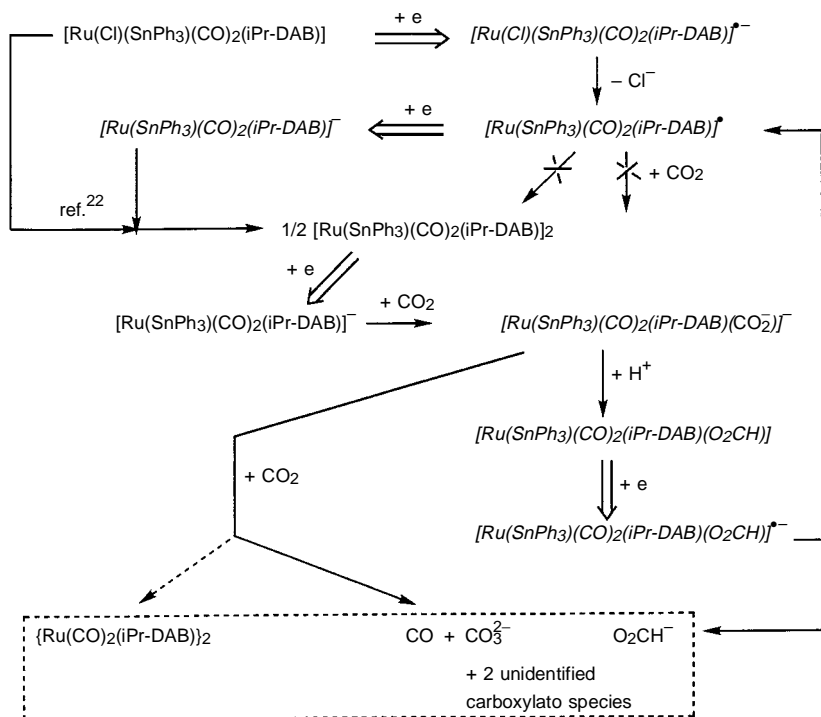 [Ru(Cl)(SnPh3)(CO)2(iPr-DAB)] + e [Ru(Cl)(SnPh3)(CO)2(iPr-DAB)]•–
– Cl–
[Ru(SnPh3)(CO)2(iPr-DAB)]– + e [Ru(SnPh3)(CO)2(iPr-DAB)]•
+ CO2
ref.22
1/2 [Ru(SnPh3)(CO)2(iPr-DAB)]2
+ e
[Ru(SnPh3)(CO)2(iPr-DAB)]– + CO2 [Ru(SnPh3)(CO)2(iPr-DAB)(CO2–)]–
+ H+
[Ru(SnPh3)(CO)2(iPr-DAB)(O2CH)]
+ CO2
+ e
[Ru(SnPh3)(CO)2(iPr-DAB)(O2CH)]•–
{Ru(CO)2(iPr-DAB)}2 CO + CO32– O2CH–
+ 2 unidentified
carboxylato species